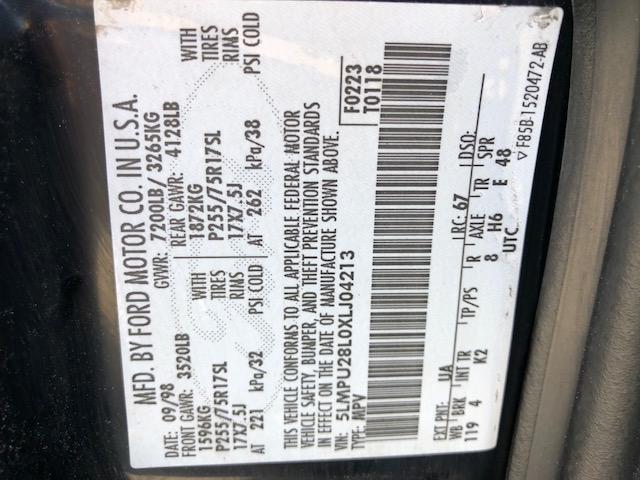 MFD. BY FORD MOTOR CO. IN U.S.A.
DATE: 09/98 GVWR: 7200LB/ 3265KG
FRONT GAWR: 3520LB REAR GAWR: 4128LB
1596KG 1872KG WITH
P255/75R17SL P255/75R17SL TIRES
17X7.5J 17X7.5J RIMS
AT 221 kPa/32 PSI COLD AT 262 kPa/38 PSI COLD
WITH
TIRES
RIMS
PSI COLD
THIS VEHICLE CONFORMS TO ALL APPLICABLE FEDERAL MOTOR
VEHICLE SAFETY, BUMPER, AND THEFT PREVENTION STANDARDS
IN EFFECT ON THE DATE OF MANUFACTURE SHOWN ABOVE.
VIN: 5LMPU28L0XLJ04213 F0223
TYPE: MPV T0118
EXT PNT: UA RC: 67 DSO:
WB BRK INT TR TP/PS R AXLE TR SPR
119 4 K2 8 H6 E 48
UTC
▽ F85B-1520472-AB